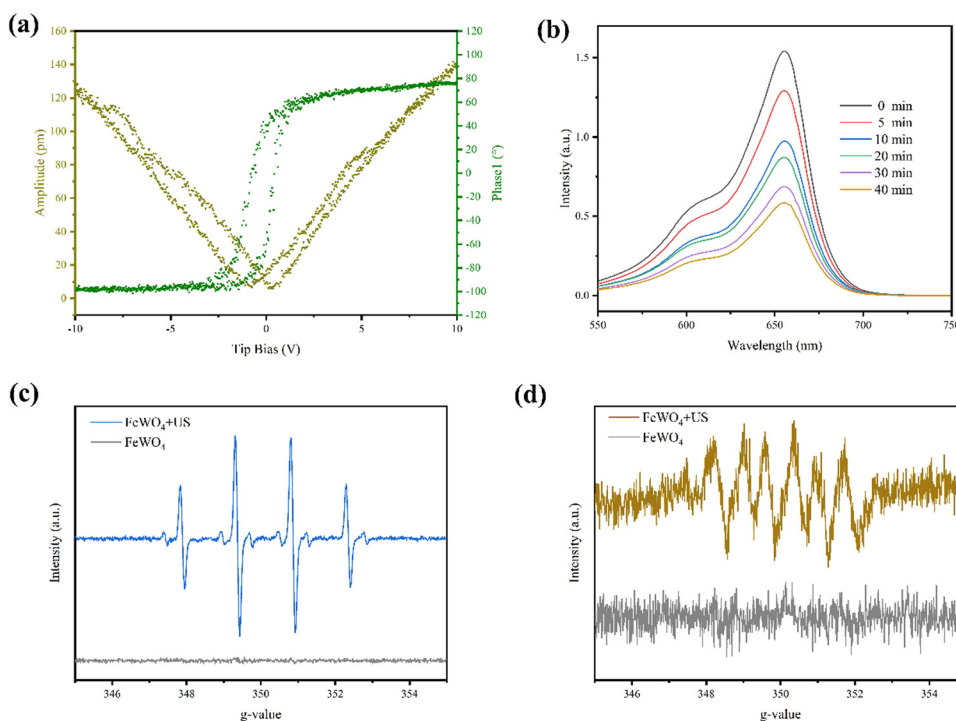 (a)
Amplitude (pm)
160
140
120
100
80
60
40
20
0
120
100
80
60
40
20
0
-20
-40
-60
-80
-100
-120
Phase1 (°)
-10
-5
0
5
10
Tip Bias (V)
(b)
Intensity (a.u.)
1.5
1.0
0.5
0.0
0 min
5 min
10 min
20 min
30 min
40 min
550
600
650
700
750
Wavelength (nm)
(c)
FeWO4+US
FeWO4
Intensity (a.u.)
346
348
350
352
354
g-value
(d)
FeWO4+US
FeWO4
Intensity (a.u.)
346
348
350
352
354
g-value